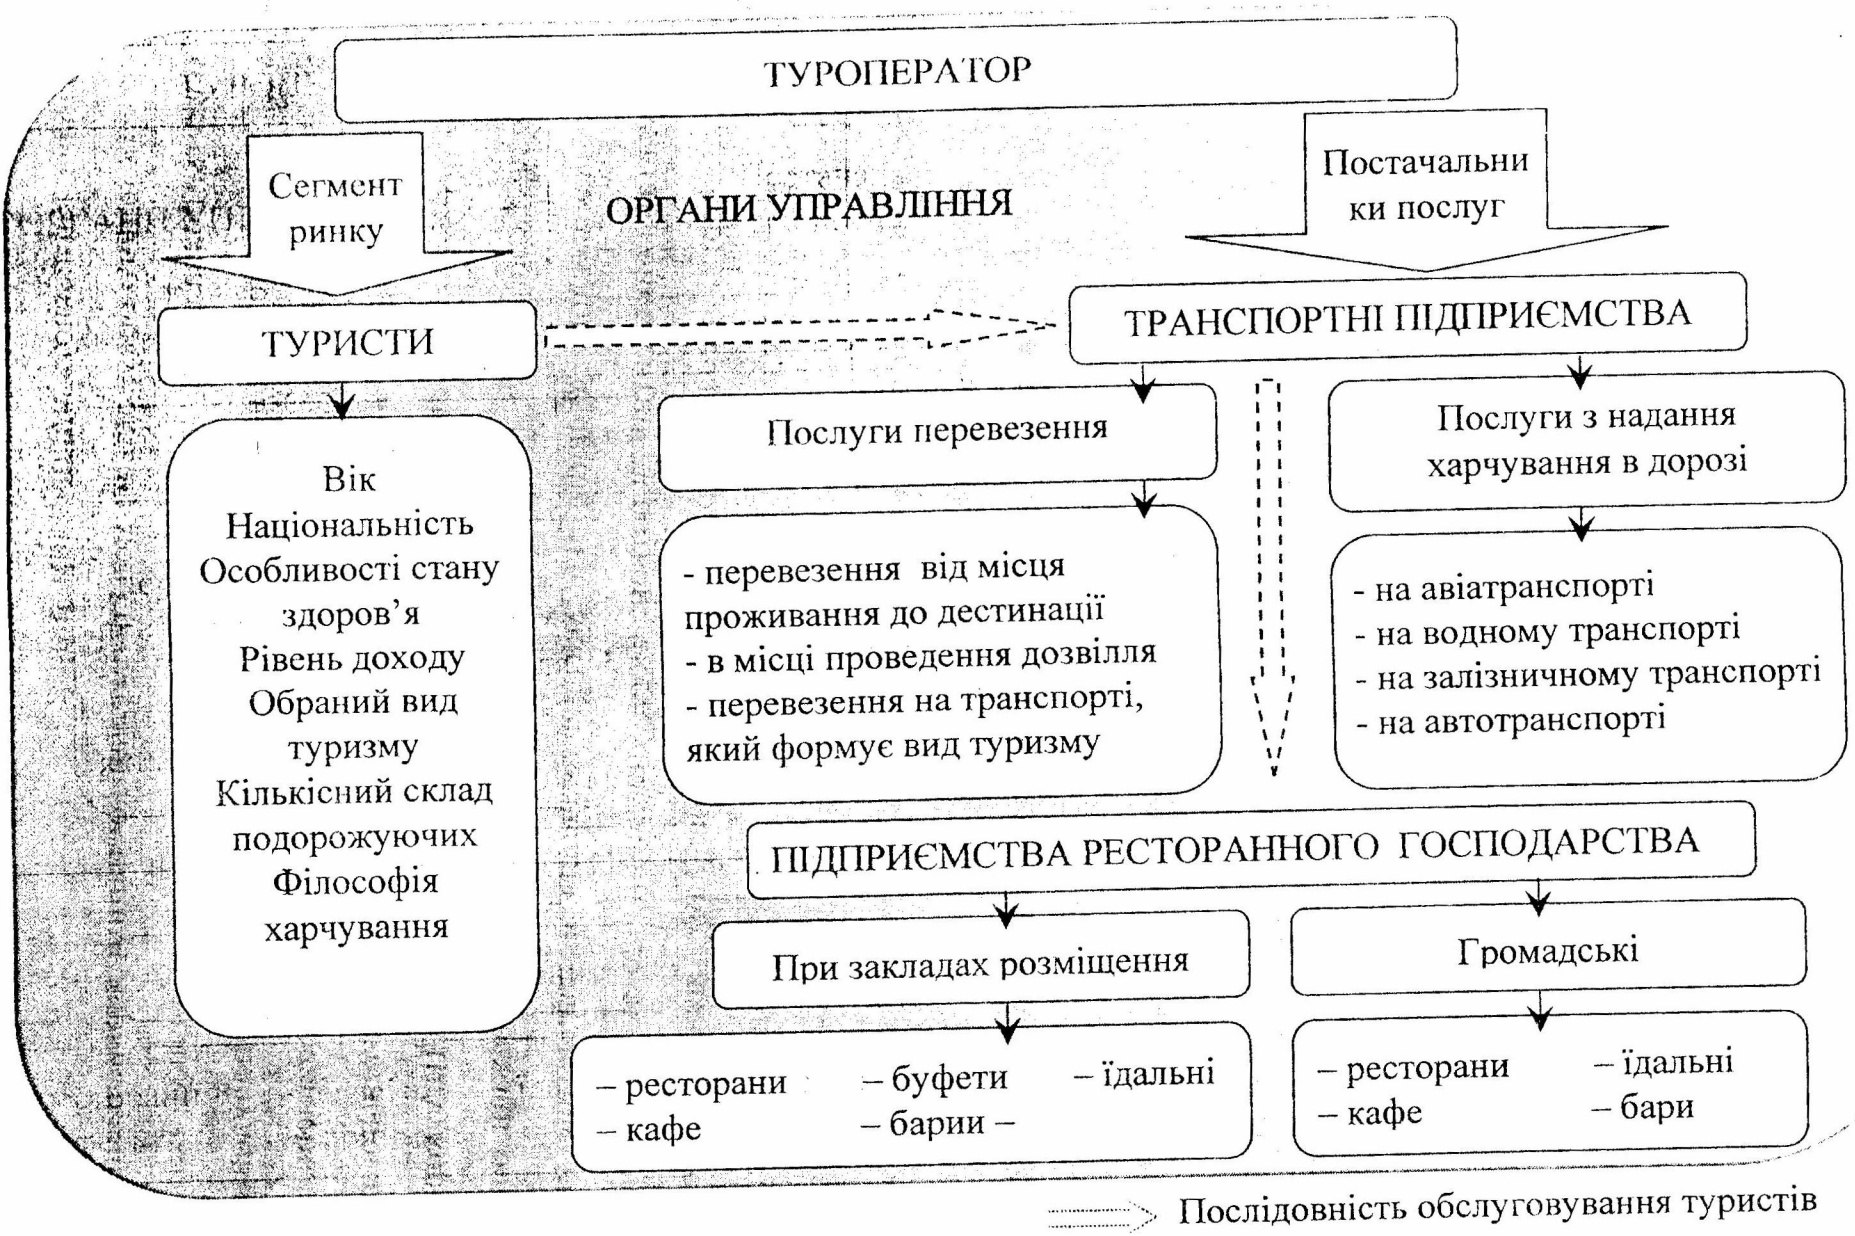 ТУРОПЕРАТОР
Сегмент
ринку
ОРГАНИ УПРАВЛІННЯ
Постачальни
ки послуг
ТУРИСТИ
ТРАНСПОРТНІ ПІДПРИЄМСТВА
Вік
Національність
Особливості стану
здоров’я
Рівень доходу
Обраний вид
туризму
Кількісний склад
подорожуючих
Філософія
харчування
Послуги перевезення
Послуги з надання
харчування в дорозі
- перевезення від місця
проживання до дестинації
- в місці проведення дозвілля
- перевезення на транспорті,
який формує вид туризму
- на авіатранспорті
- на водному транспорті
- на залізничному транспорті
- на автотранспорті
ПІДПРИЄМСТВА РЕСТОРАННОГО ГОСПОДАРСТВА
При закладах розміщення
Громадські
– ресторани – буфети – їдальні
– кафе – барии –
– ресторани – їдальні
– кафе – бари
Послідовність обслуговування туристів